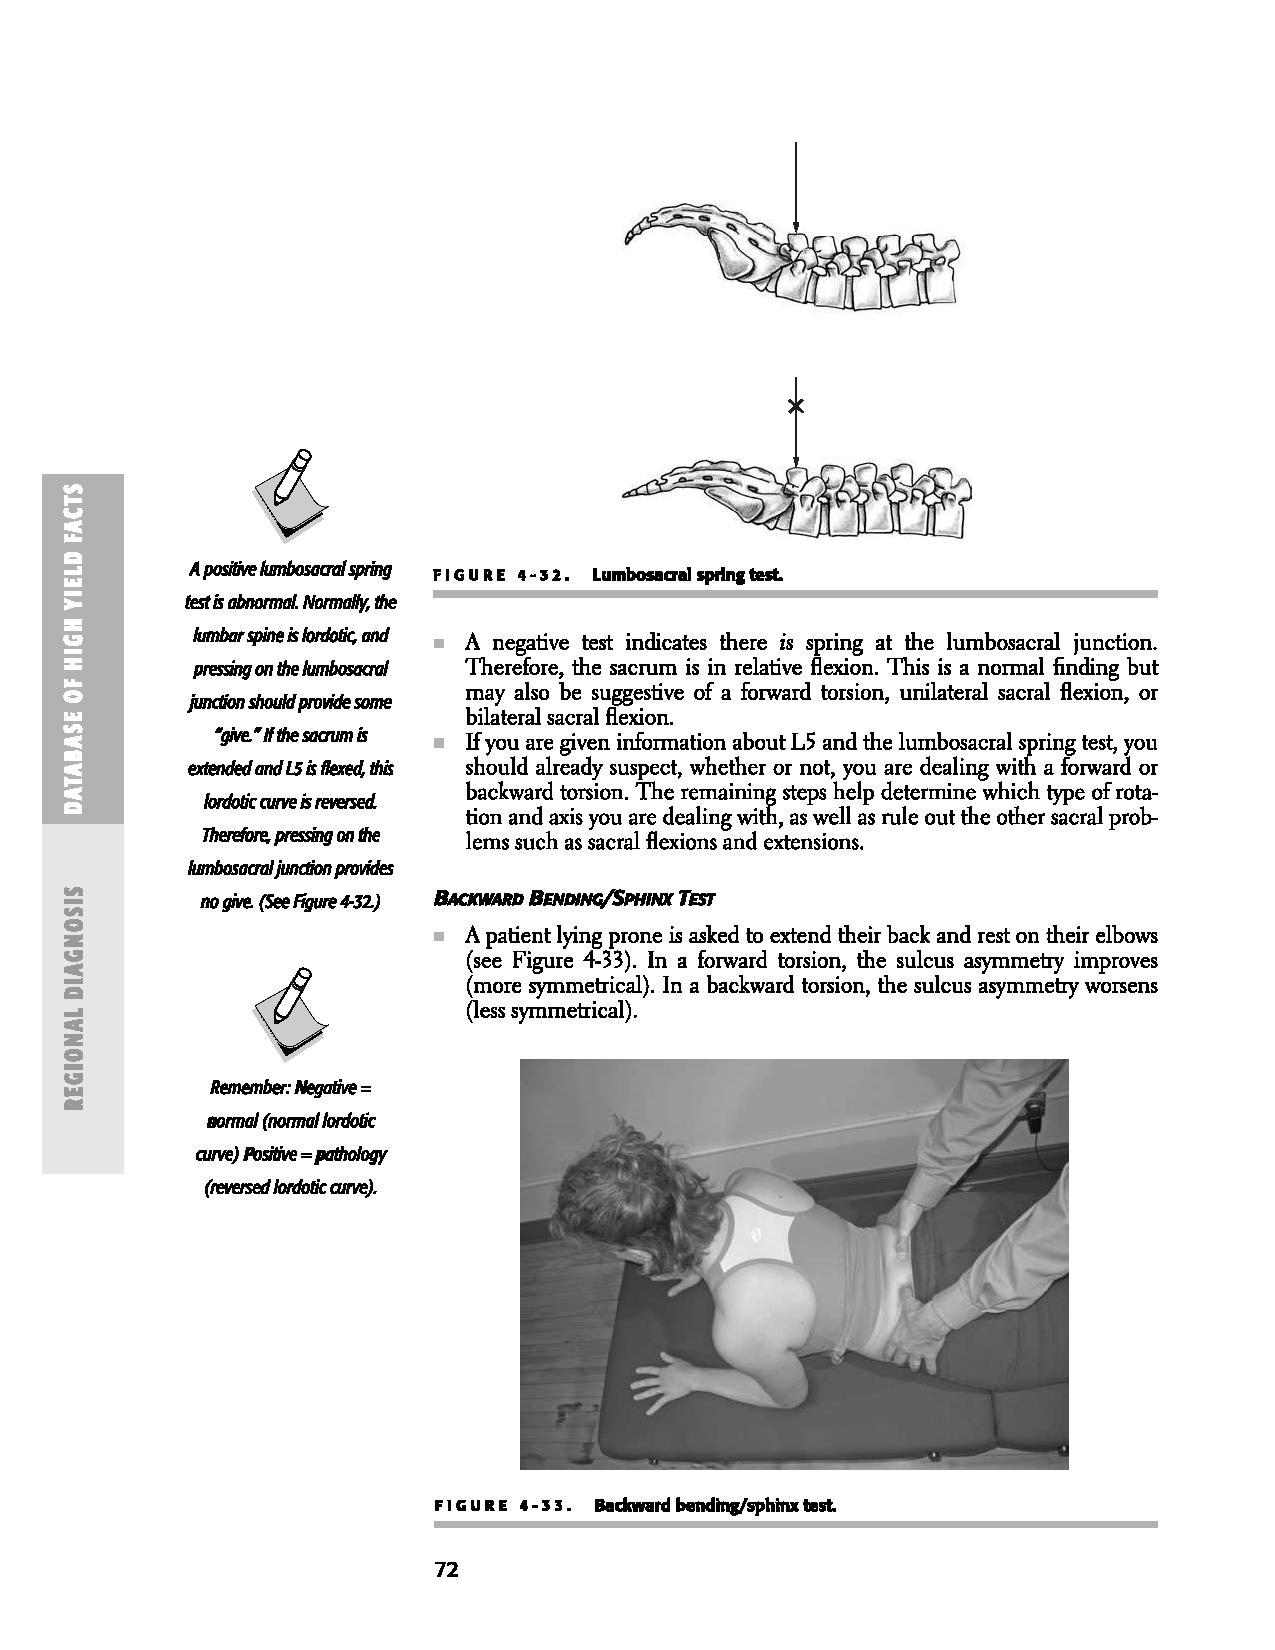 DATABASE OF HIGH YIELD FACTS
REGIONAL DIAGNOSIS
A positive lumbosacral spring
test is abnormal. Normally, the
lumbar spine is lordotic, and
pressing on the lumbosacral
junction should provide some
“give.” If the sacrum is
extended and L5 is flexed, this
lordotic curve is reversed.
Therefore, pressing on the
lumbosacral junction provides
no give. (See Figure 4-32.)
Remember: Negative =
normal (normal lordotic
curve) Positive = pathology
(reversed lordotic curve).
FIGURE 4-32. Lumbosacral spring test.
■ A negative test indicates there is spring at the lumbosacral junction.
Therefore, the sacrum is in relative flexion. This is a normal finding but
may also be suggestive of a forward torsion, unilateral sacral flexion, or
bilateral sacral flexion.
■ If you are given information about L5 and the lumbosacral spring test, you
should already suspect, whether or not, you are dealing with a forward or
backward torsion. The remaining steps help determine which type of rota-
tion and axis you are dealing with, as well as rule out the other sacral prob-
lems such as sacral flexions and extensions.
BACKWARD BENDING/SPHINX TEST
■ A patient lying prone is asked to extend their back and rest on their elbows
(see Figure 4-33). In a forward torsion, the sulcus asymmetry improves
(more symmetrical). In a backward torsion, the sulcus asymmetry worsens
(less symmetrical).
FIGURE 4-33. Backward bending/sphinx test.
72